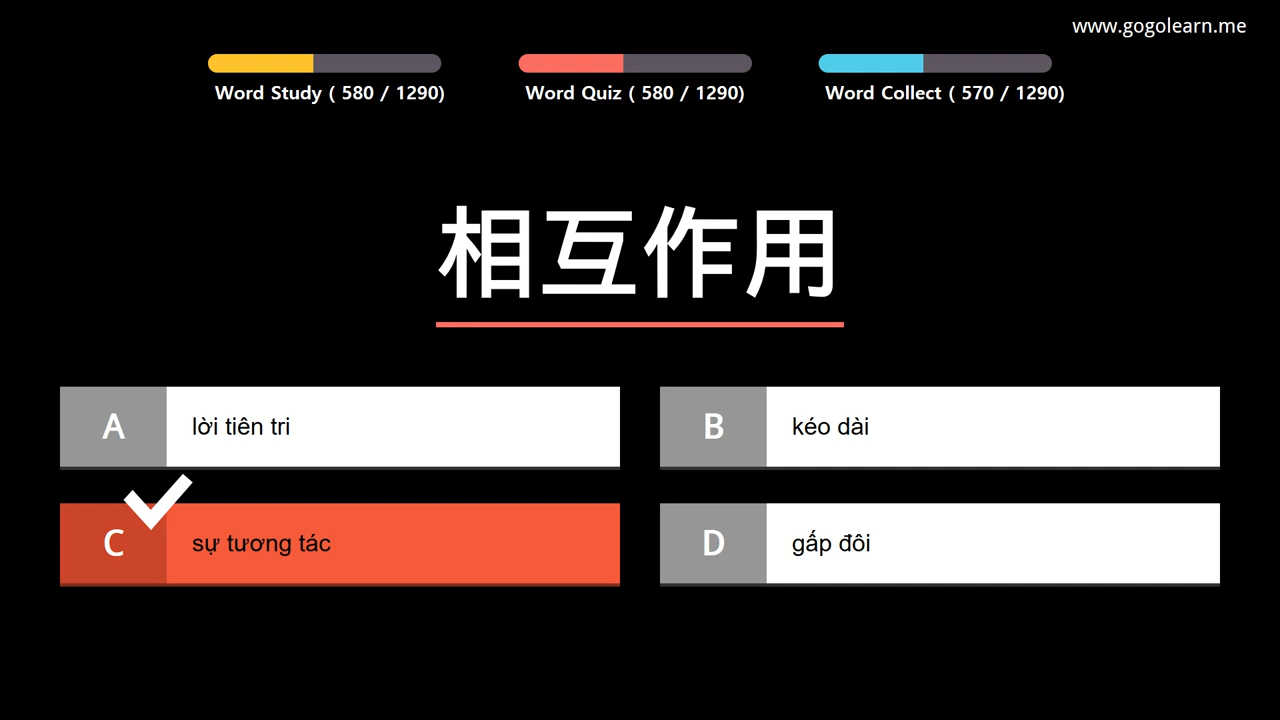 www.gogolearn.me
Word Study ( 580 / 1290)
Word Quiz ( 580 / 1290)
Word Collect ( 570 / 1290)
相互作用
A lời tiên tri
B kéo dài
C sự tương tác
D gấp đôi